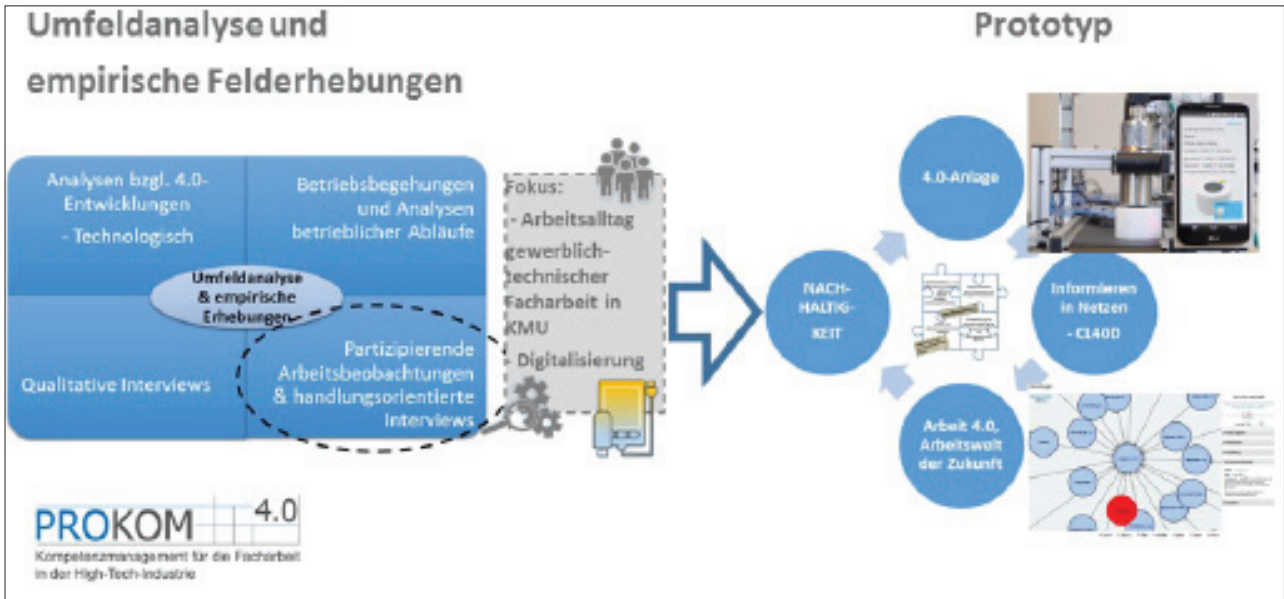 Umfeldanalyse und
empirische Felderhebungen
Prototyp
Analysen bzgl. 4.0-
Entwicklungen
- Technologisch
Betriebsbegehungen
und Analysen
betrieblicher Abläufe
Umfeldanalyse
& empirische
Erhebungen
Qualitative Interviews
Partizipierende
Arbeitsbeobachtungen
& handlungsorientierte
Interviews
Fokus:
- Arbeitsalltag
gewerblich-
technischer
Facharbeit in
KMU
- Digitalisierung
4.0-Anlage
Informieren
in Netzen
- CL400
Arbeit 4.0,
Arbeitswelt
der Zukunft
NACH-
HALTIG-
KEIT
PROKOM 4.0
Kompetenzmanagement für die Facharbeit
in der High-Tech-Industrie